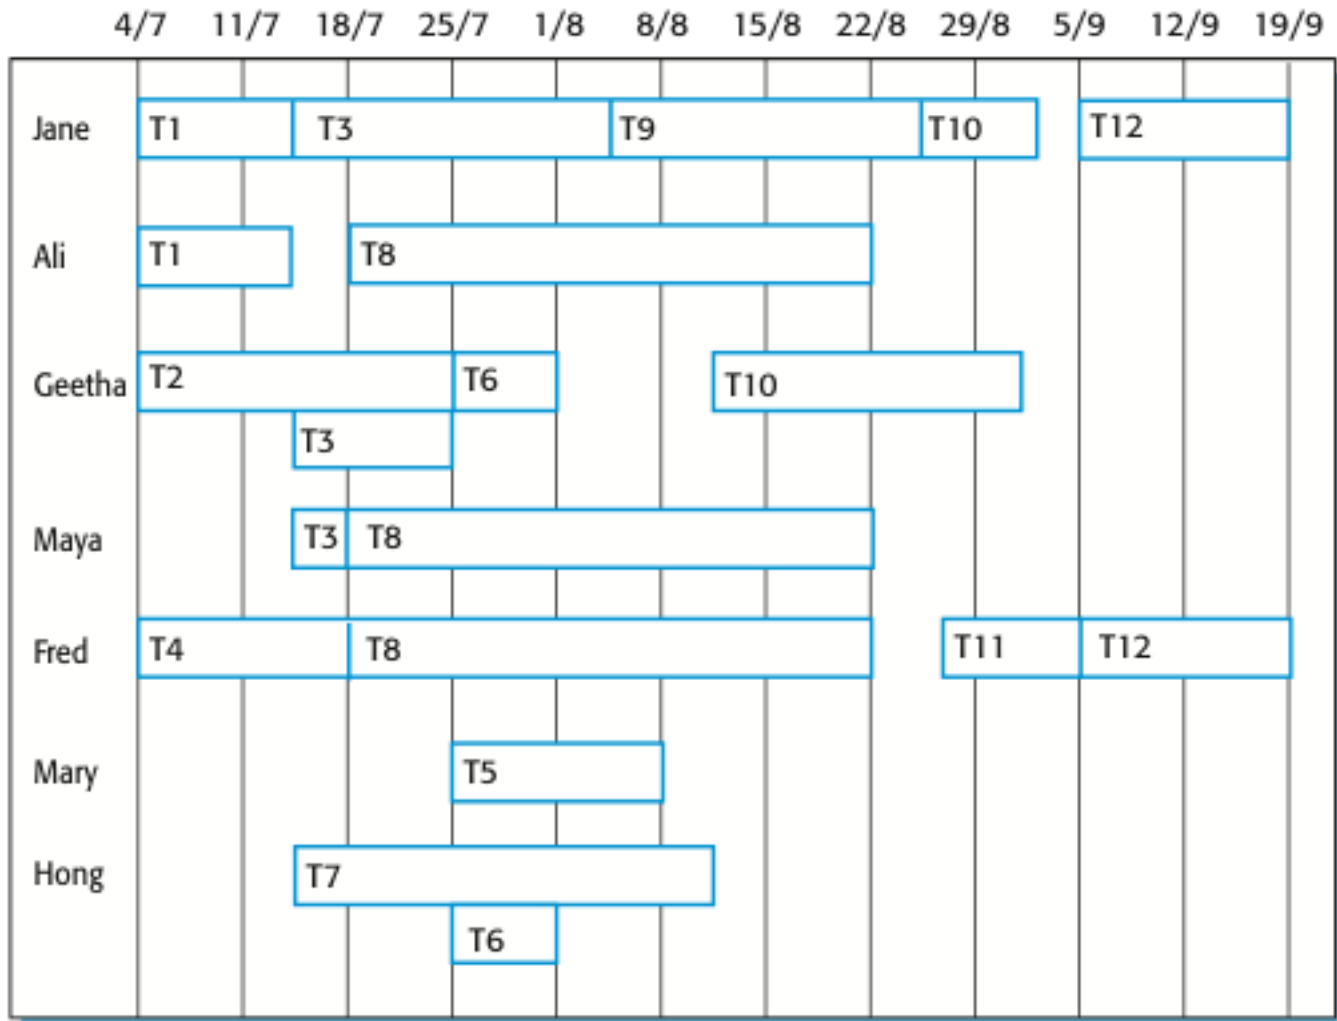 4/7 11/7 18/7 25/7 1/8 8/8 15/8 22/8 29/8 5/9 12/9 19/9
Jane T1 T3 T9 T10 T12
Ali T1 T8
Geetha T2 T6 T10
T3
Maya T3 T8
Fred T4 T8 T11 T12
Mary T5
Hong T7
T6